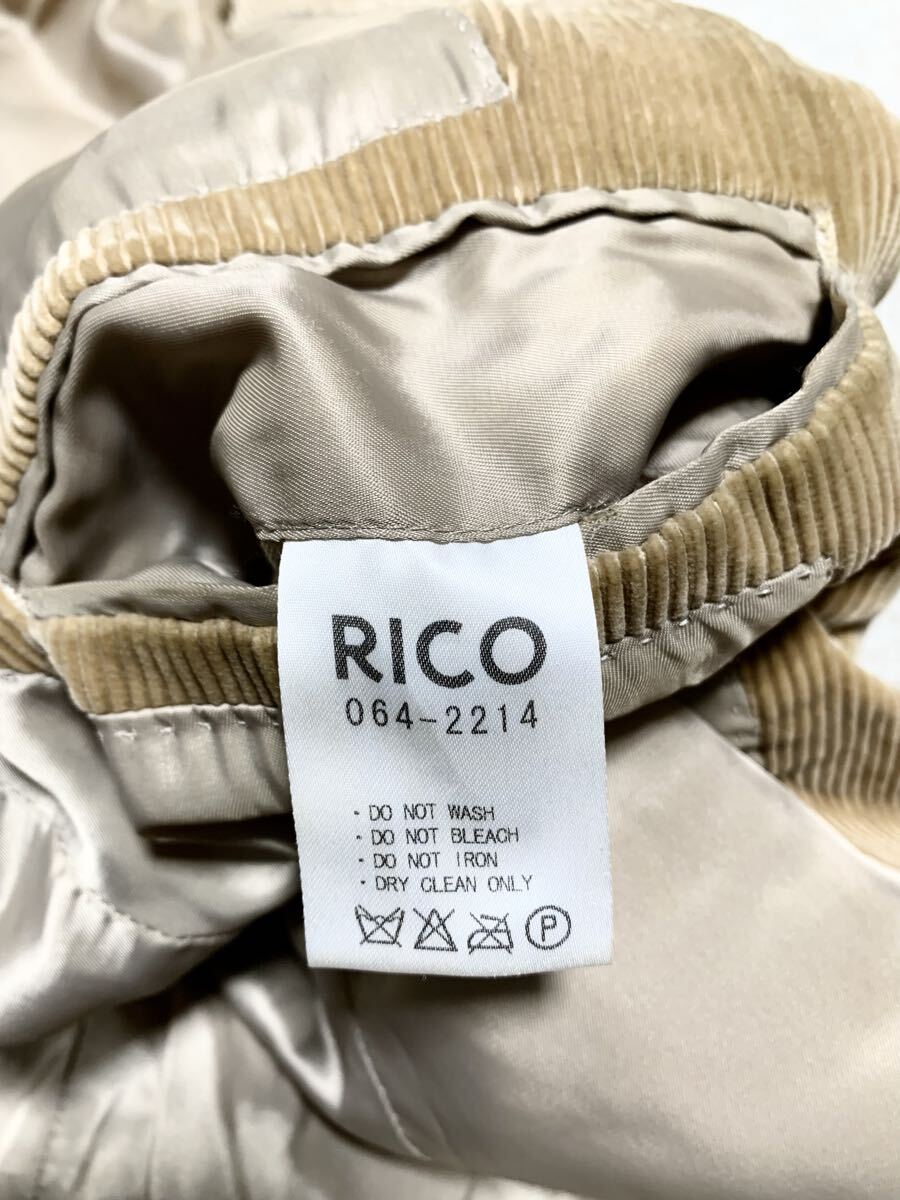 RICO
064-2214
・DO NOT WASH
・DO NOT BLEACH
・DO NOT IRON
・DRY CLEAN ONLY
P